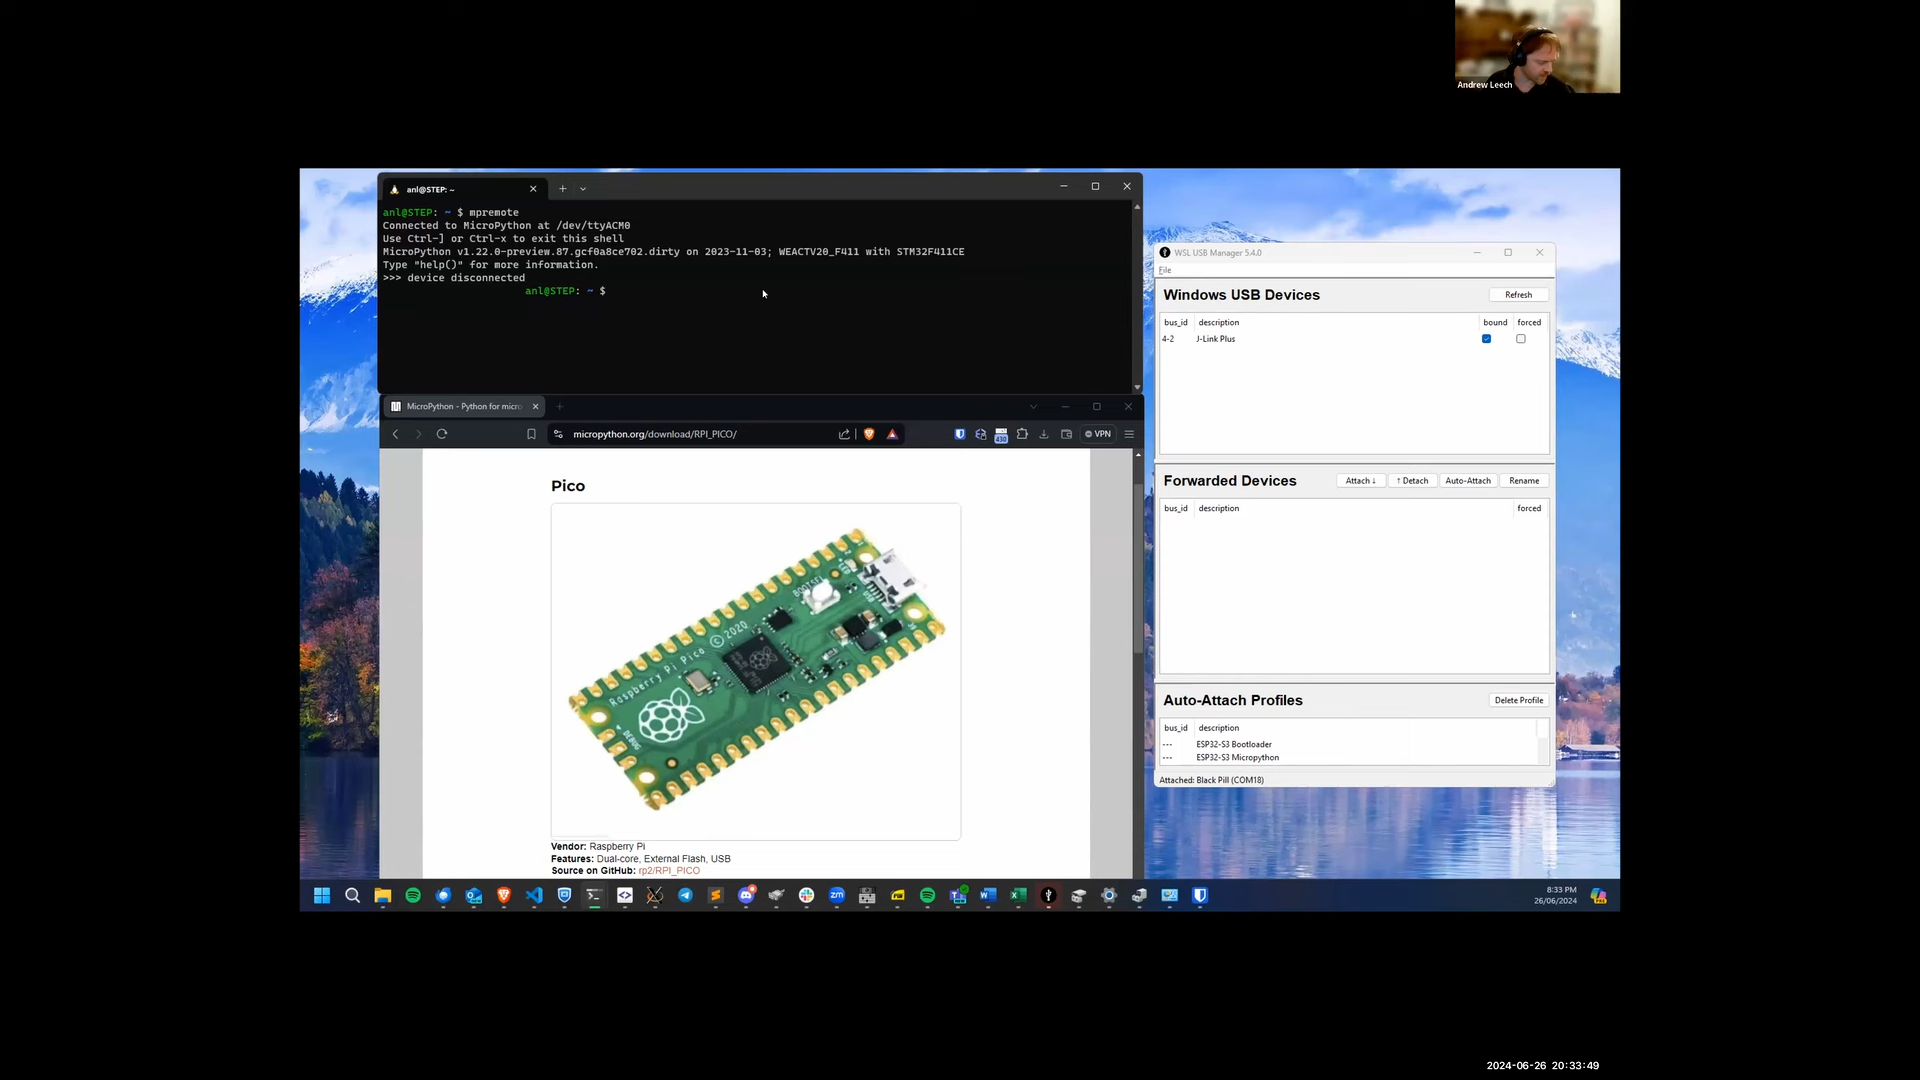 Andrew Leech
anl@STEP: ~
anl@STEP: ~ $ mpremote
Connected to MicroPython at /dev/ttyACM0
Use Ctrl-] or Ctrl-x to exit this shell
MicroPython v1.22.0-preview.87.gcf0a8ce702.dirty on 2023-11-03; WEACTV20_F411 with STM32F411CE
Type "help()" for more information.
>>> device disconnected
anl@STEP: ~ $
WSL USB Manager 5.4.0
File
Windows USB Devices
Refresh
bus_id description bound forced
4-2 J-Link Plus
Forwarded Devices
Attach ↓ ↑ Detach Auto-Attach Rename
bus_id description forced
Auto-Attach Profiles
Delete Profile
bus_id description
--- ESP32-S3 Bootloader
--- ESP32-S3 Micropython
Attached: Black Pill (COM18)
MicroPython - Python for micro
micropython.org/download/RPI_PICO/
430
VPN
Pico
BOOTSEL
LED
USB
Raspberry Pi Pico © 2020
DEBUG
Vendor: Raspberry Pi
Features: Dual-core, External Flash, USB
Source on GitHub: rp2/RPI_PICO
zm
8:33 PM
26/06/2024
2024-06-26 20:33:49